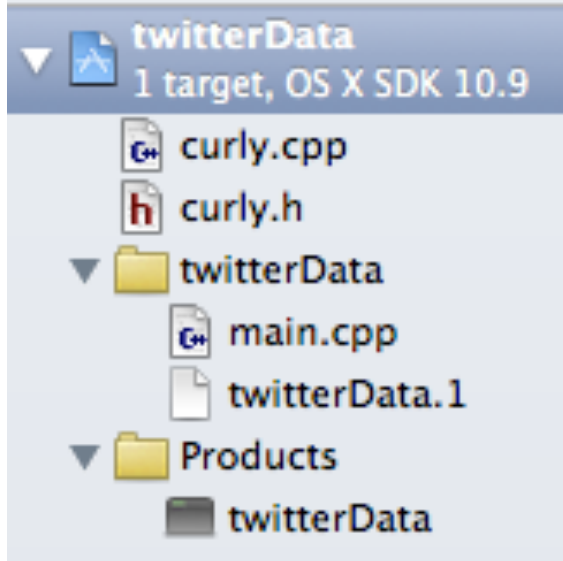 twitterData
1 target, OS X SDK 10.9
C++ curly.cpp
h curly.h
twitterData
C++ main.cpp
twitterData.1
Products
twitterData